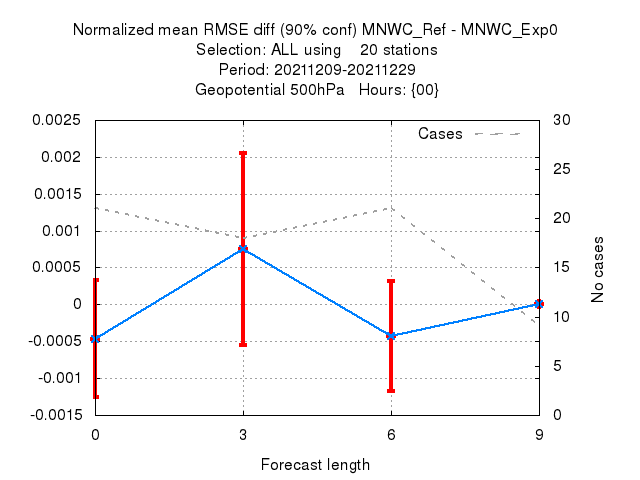 Normalized mean RMSE diff (90% conf) MNWC_Ref - MNWC_Exp0
Selection: ALL using    20 stations
Period: 20211209-20211229
Geopotential 500hPa   Hours: {00}
Cases
0.0025
0.002
0.0015
0.001
0.0005
0
-0.0005
-0.001
-0.0015
30
25
20
15
10
5
0
No cases
0 3 6 9
Forecast length